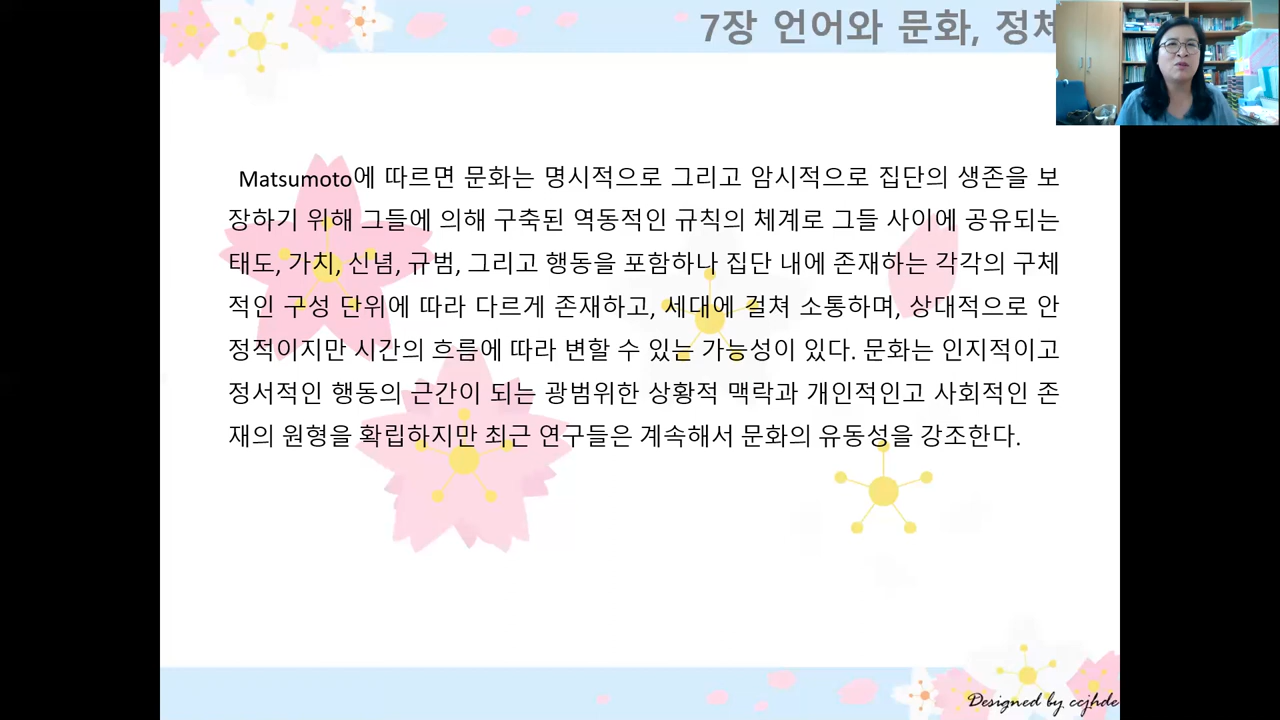 7장 언어와 문화, 정체
Matsumoto에 따르면 문화는 명시적으로 그리고 암시적으로 집단의 생존을 보
장하기 위해 그들에 의해 구축된 역동적인 규칙의 체계로 그들 사이에 공유되는
태도, 가치, 신념, 규범, 그리고 행동을 포함하나 집단 내에 존재하는 각각의 구체
적인 구성 단위에 따라 다르게 존재하고, 세대에 걸쳐 소통하며, 상대적으로 안
정적이지만 시간의 흐름에 따라 변할 수 있는 가능성이 있다. 문화는 인지적이고
정서적인 행동의 근간이 되는 광범위한 상황적 맥락과 개인적인고 사회적인 존
재의 원형을 확립하지만 최근 연구들은 계속해서 문화의 유동성을 강조한다.
Designed by ccjhde